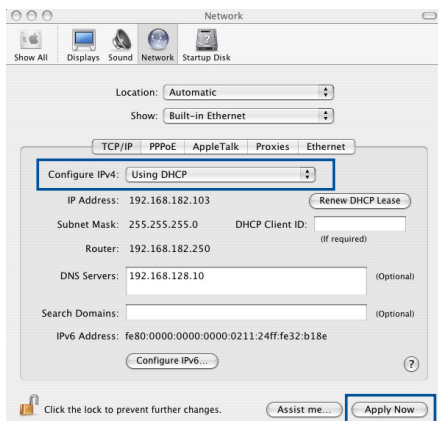 Network
Show All Displays Sound Network Startup Disk
Location: Automatic
Show: Built-in Ethernet
TCP/IP PPPoE AppleTalk Proxies Ethernet
Configure IPv4: Using DHCP
IP Address: 192.168.182.103 Renew DHCP Lease
Subnet Mask: 255.255.255.0 DHCP Client ID:
(If required)
Router: 192.168.182.250
DNS Servers: 192.168.128.10 (Optional)
Search Domains: (Optional)
IPv6 Address: fe80:0000:0000:0000:0211:24ff:fe32:b18e
Configure IPv6... ?
Click the lock to prevent further changes. Assist me... Apply Now